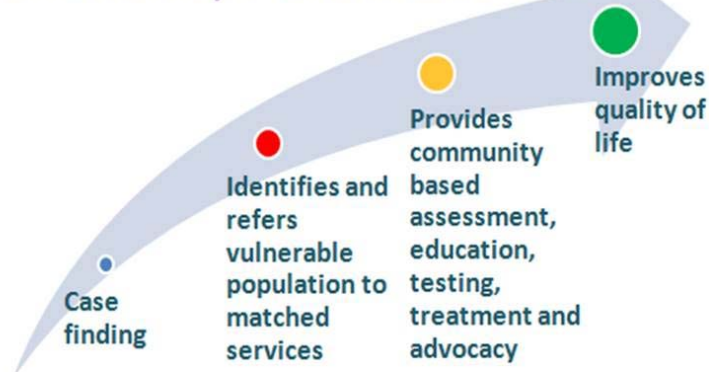 Case
finding
Identifies and
refers
vulnerable
population to
matched
services
Provides
community
based
assessment,
education,
testing,
treatment and
advocacy
Improves
quality of
life